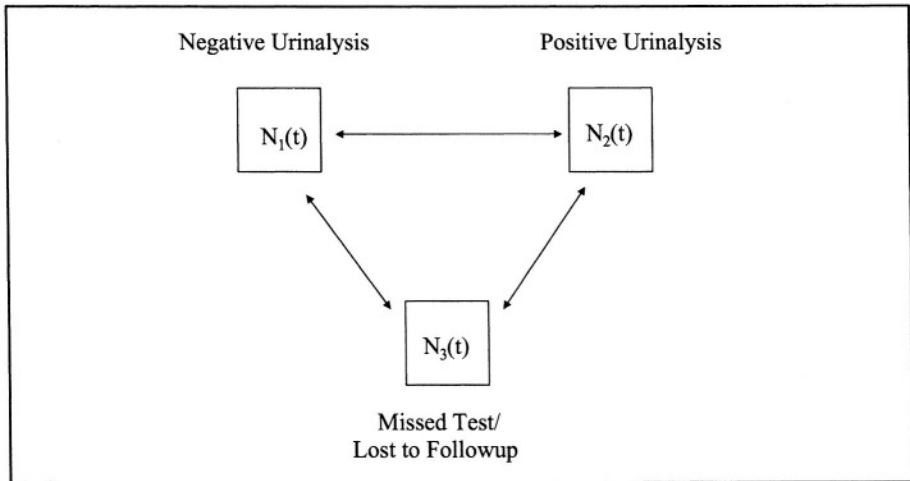 Negative Urinalysis
Positive Urinalysis
N₁(t)
N₂(t)
N₃(t)
Missed Test/
Lost to Followup